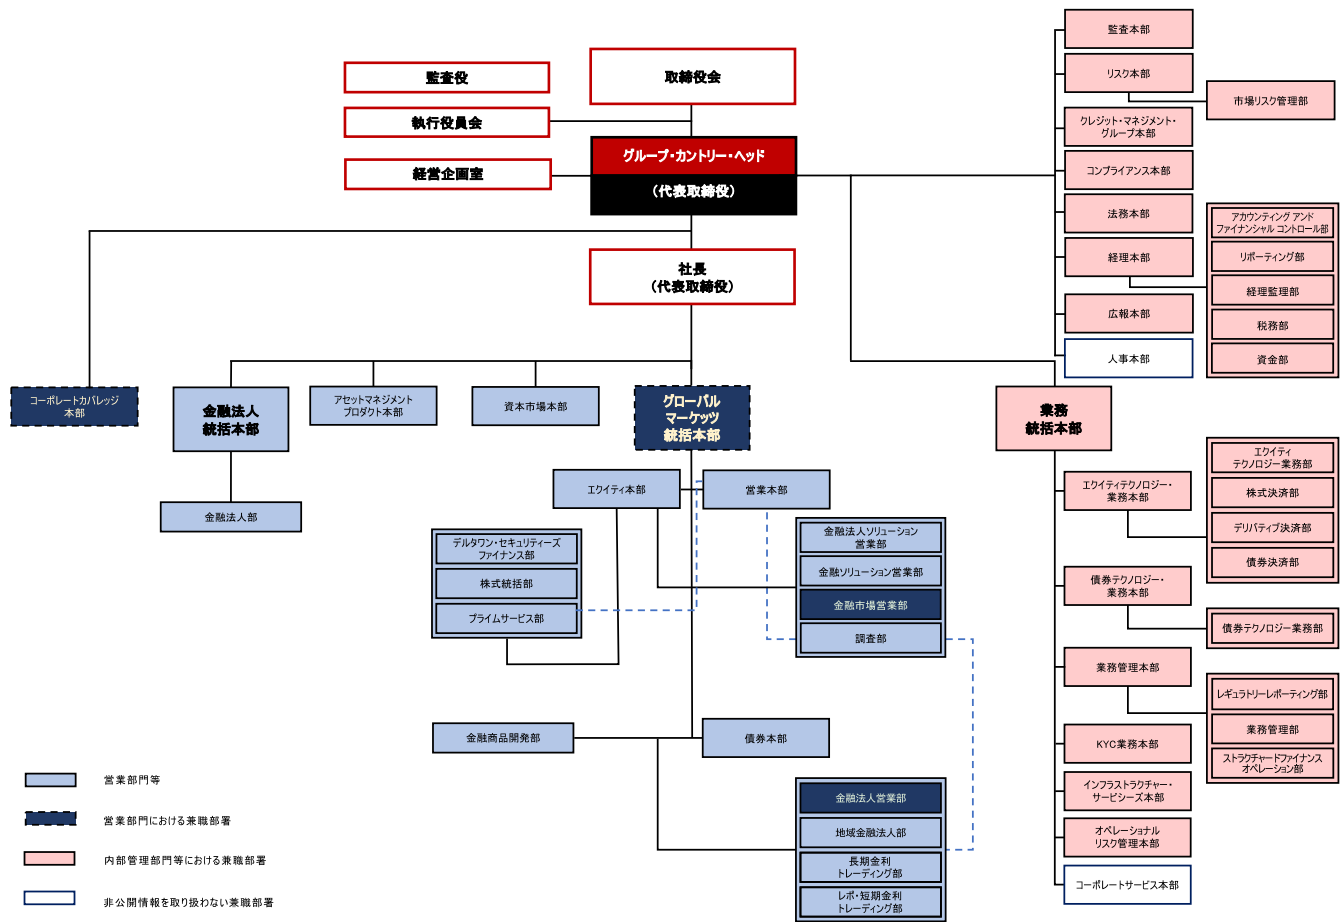 監査役
取締役会
執行役員会
経営企画室
グループ・カントリー・ヘッド
（代表取締役）
社長
（代表取締役）
コーポレートカバレッジ
本部
金融法人
統括本部
アセットマネジメント
プロダクト本部
資本市場本部
グローバル
マーケッツ
統括本部
業務
統括本部
金融法人部
エクイティ本部
営業本部
デルタワン・セキュリティーズ
ファイナンス部
株式統括部
プライムサービス部
金融法人ソリューション
営業部
金融ソリューション営業部
金融市場営業部
調査部
金融商品開発部
債券本部
金融法人営業部
地域金融法人部
長期金利
トレーディング部
レポ・短期金利
トレーディング部
監査本部
リスク本部
市場リスク管理部
クレジット・マネジメント・
グループ本部
コンプライアンス本部
法務本部
経理本部
広報本部
人事本部
アカウンティング アンド
ファイナンシャル コントロール部
リポーティング部
経理監理部
税務部
資金部
エクイティテクノロジー・
業務本部
エクイティ
テクノロジー業務部
株式決済部
デリバティブ決済部
債券決済部
債券テクノロジー・
業務本部
債券テクノロジー業務部
業務管理本部
レギュラトリーレポーティング部
業務管理部
ストラクチャードファイナンス
オペレーション部
KYC業務本部
インフラストラクチャー・
サービシーズ本部
オペレーショナル
リスク管理本部
コーポレートサービス本部
営業部門等
営業部門における兼職部署
内部管理部門等における兼職部署
非公開情報を取り扱わない兼職部署